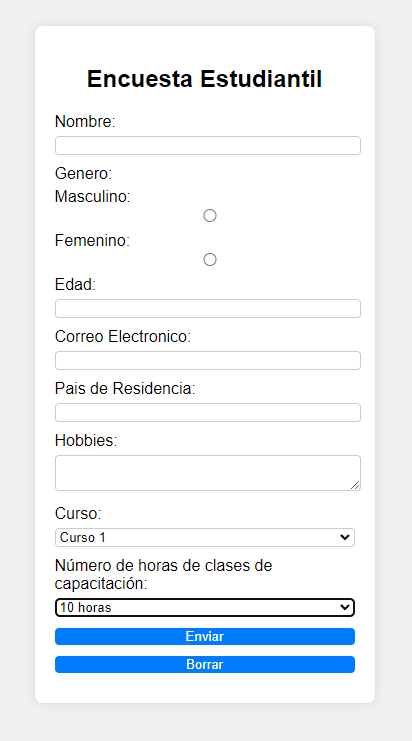 Encuesta Estudiantil
Nombre:
Genero:
Masculino:
Femenino:
Edad:
Correo Electronico:
Pais de Residencia:
Hobbies:
Curso:
Curso 1
Número de horas de clases de
capacitación:
10 horas
Enviar
Borrar